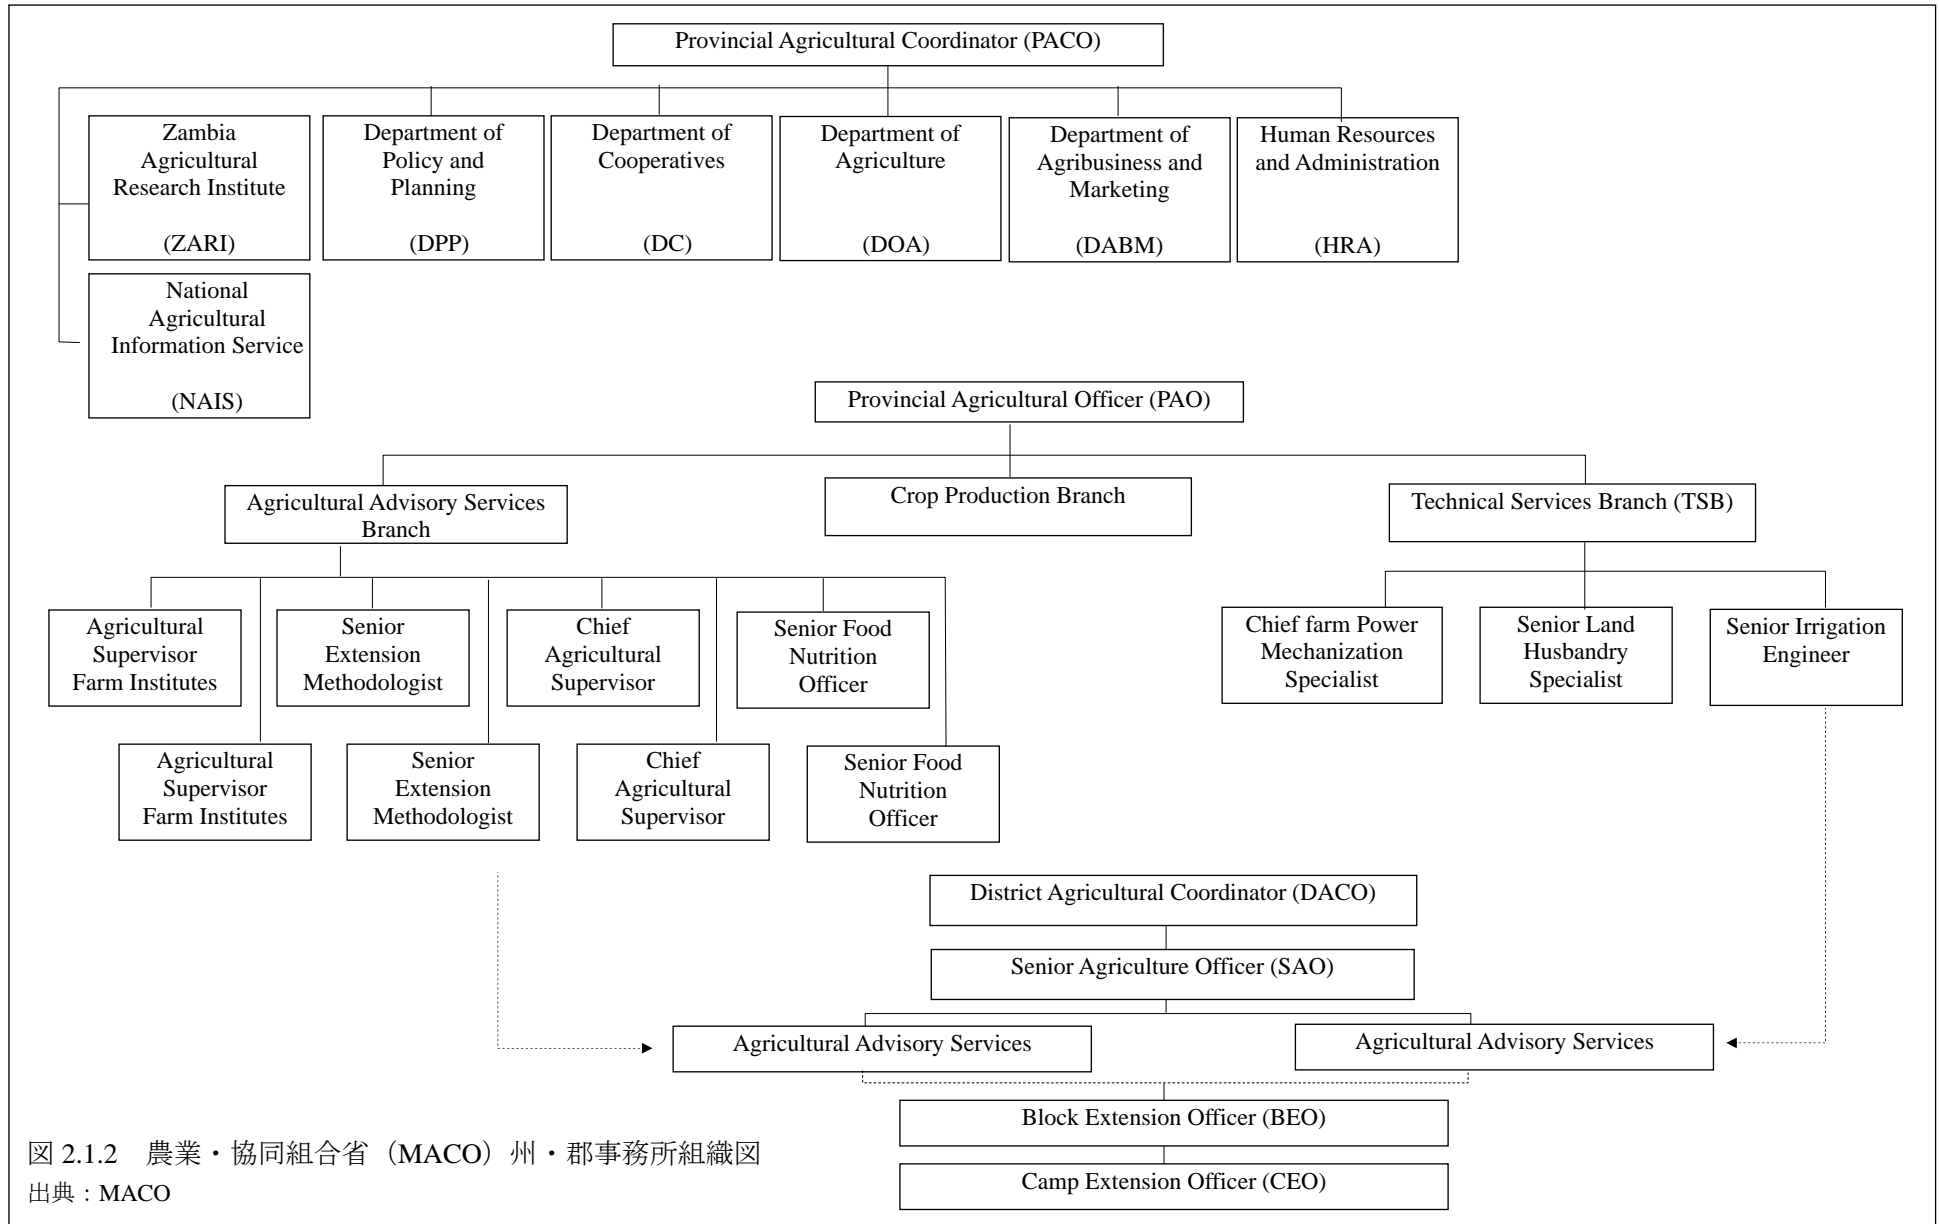 Provincial Agricultural Coordinator (PACO)
Zambia
Agricultural
Research Institute
(ZARI)
Department of
Policy and
Planning
(DPP)
Department of
Cooperatives
(DC)
Department of
Agriculture
(DOA)
Department of
Agribusiness and
Marketing
(DABM)
Human Resources
and Administration
(HRA)
National
Agricultural
Information Service
(NAIS)
Provincial Agricultural Officer (PAO)
Agricultural Advisory Services
Branch
Crop Production Branch
Technical Services Branch (TSB)
Agricultural
Supervisor
Farm Institutes
Senior
Extension
Methodologist
Chief
Agricultural
Supervisor
Senior Food
Nutrition
Officer
Chief farm Power
Mechanization
Specialist
Senior Land
Husbandry
Specialist
Senior Irrigation
Engineer
Agricultural
Supervisor
Farm Institutes
Senior
Extension
Methodologist
Chief
Agricultural
Supervisor
Senior Food
Nutrition
Officer
District Agricultural Coordinator (DACO)
Senior Agriculture Officer (SAO)
Agricultural Advisory Services
Agricultural Advisory Services
Block Extension Officer (BEO)
Camp Extension Officer (CEO)
図 2.1.2 農業・協同組合省（MACO）州・郡事務所組織図
出典：MACO